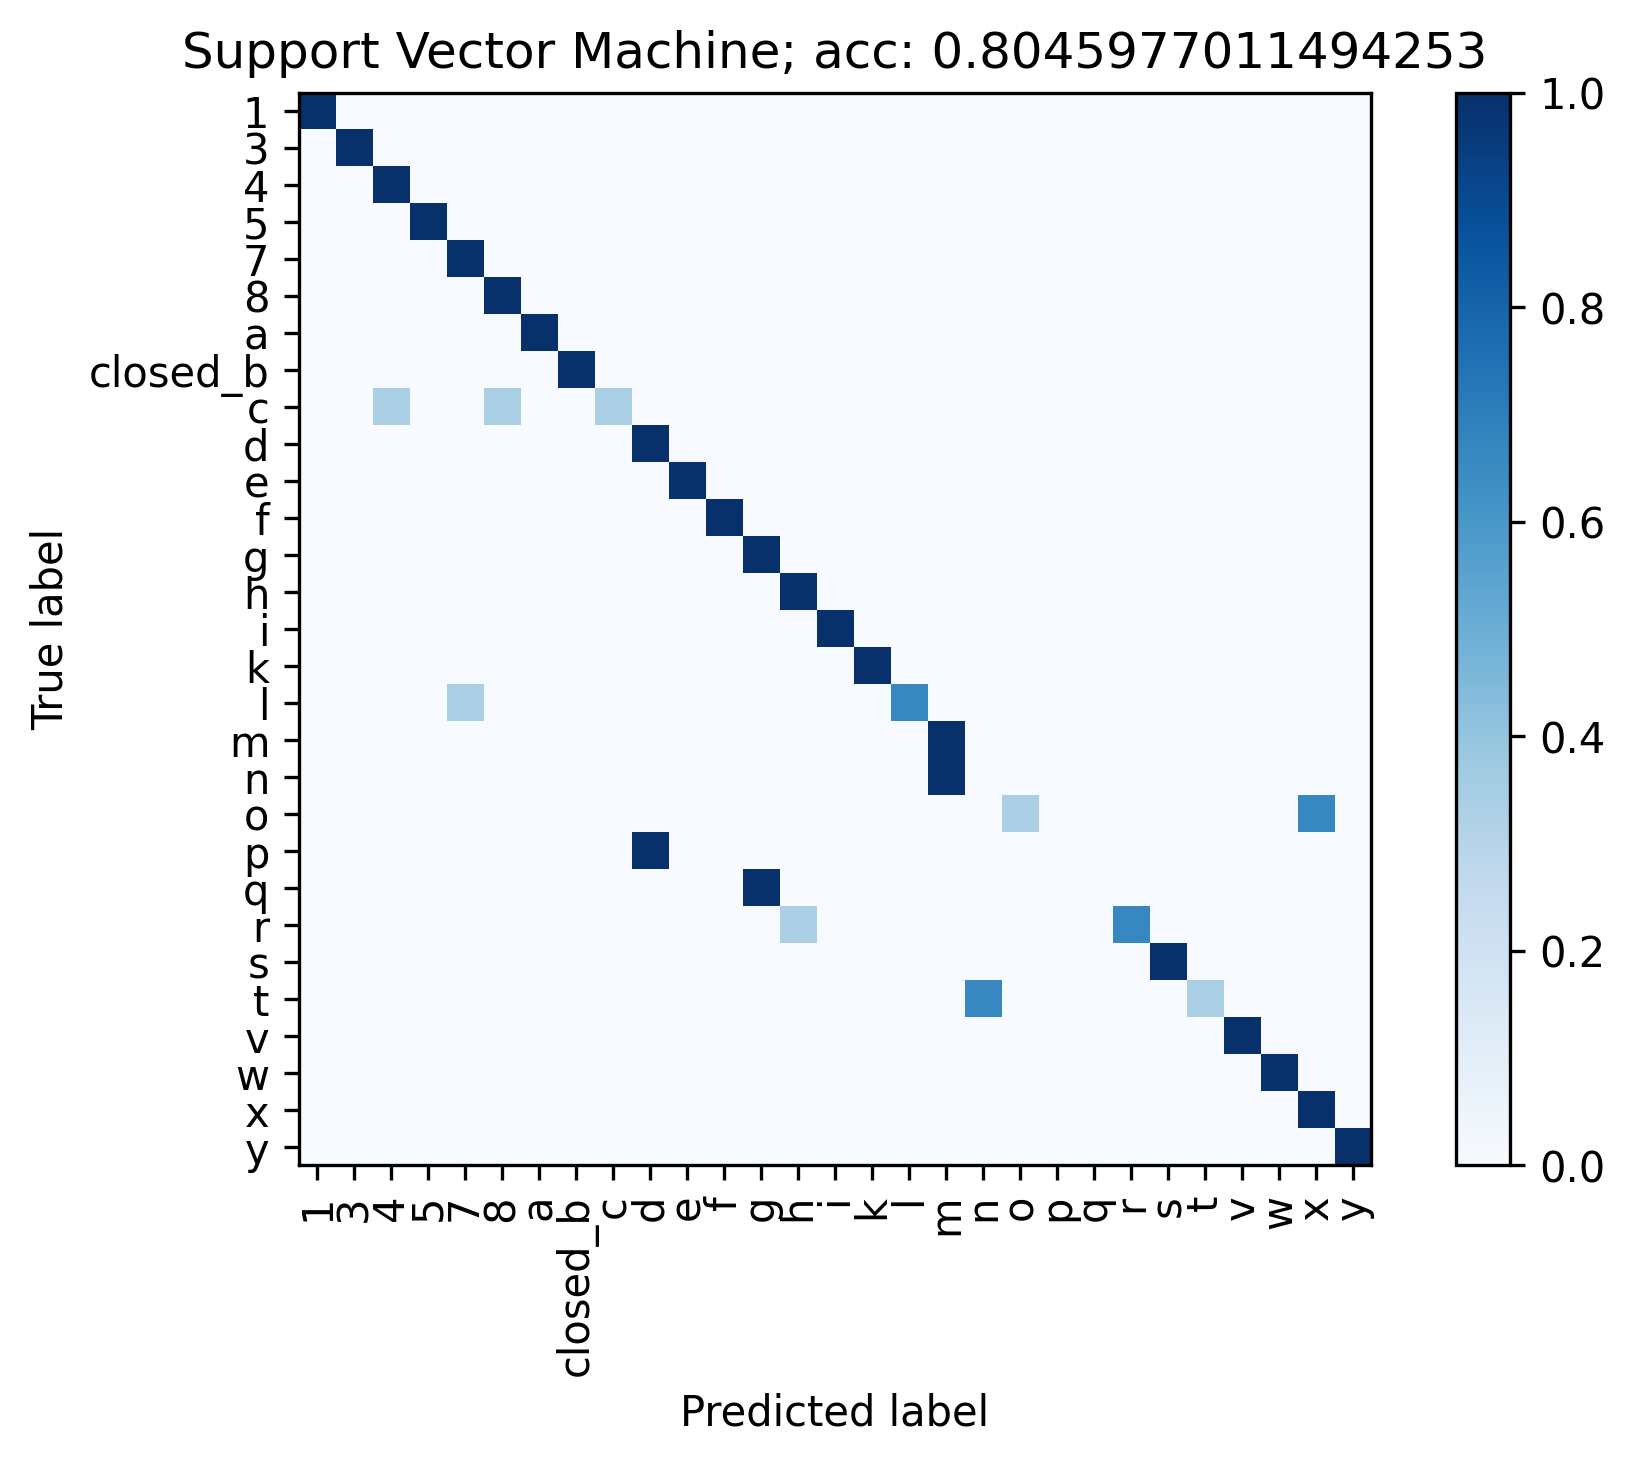 Support Vector Machine; acc: 0.8045977011494253
1
3
4
5
7
8
a
closed_b
c
d
e
f
g
h
i
k
l
m
n
o
p
q
r
s
t
v
w
x
y
True label
1 3 4 5 7 8 a closed_b c d e f g h i k l m n o p q r s t v w x y
Predicted label
1.0
0.8
0.6
0.4
0.2
0.0